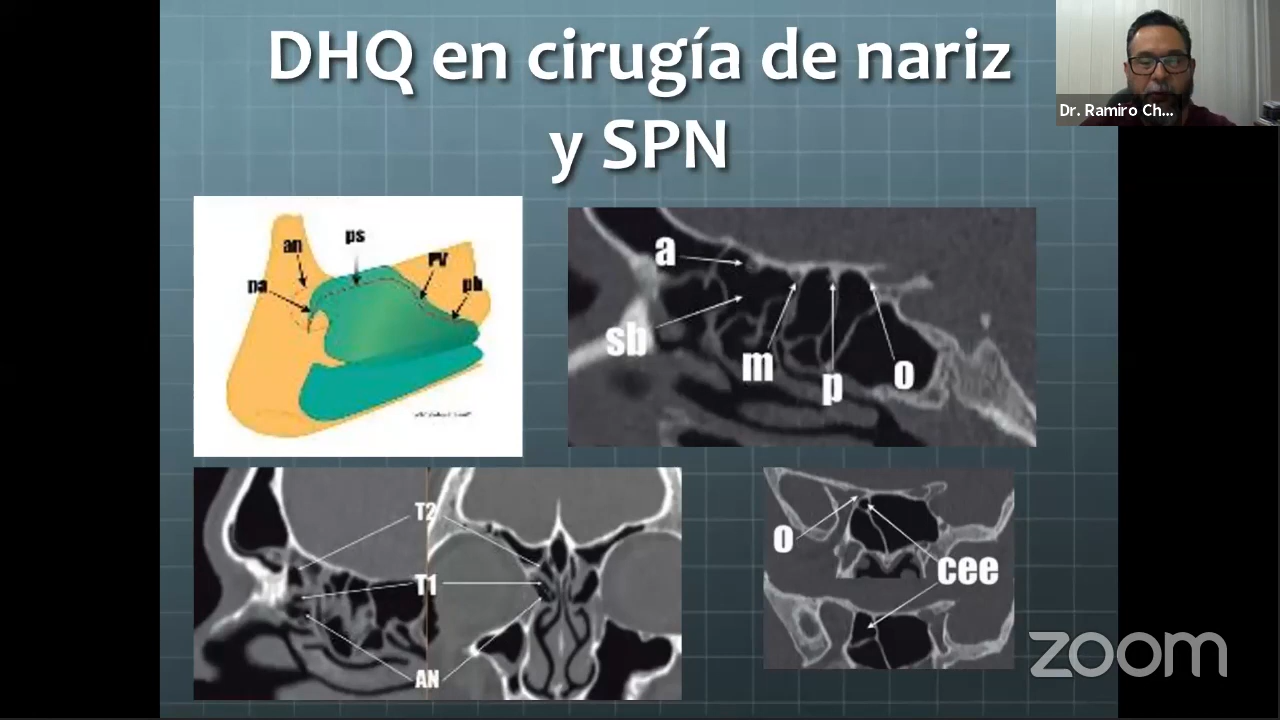 DHQ en cirugía de nariz
y SPN
Dr. Ramiro Ch...
an
ps
PV
na
ph
a
sb
m
p
o
T2
T1
AN
o
cee
zoom